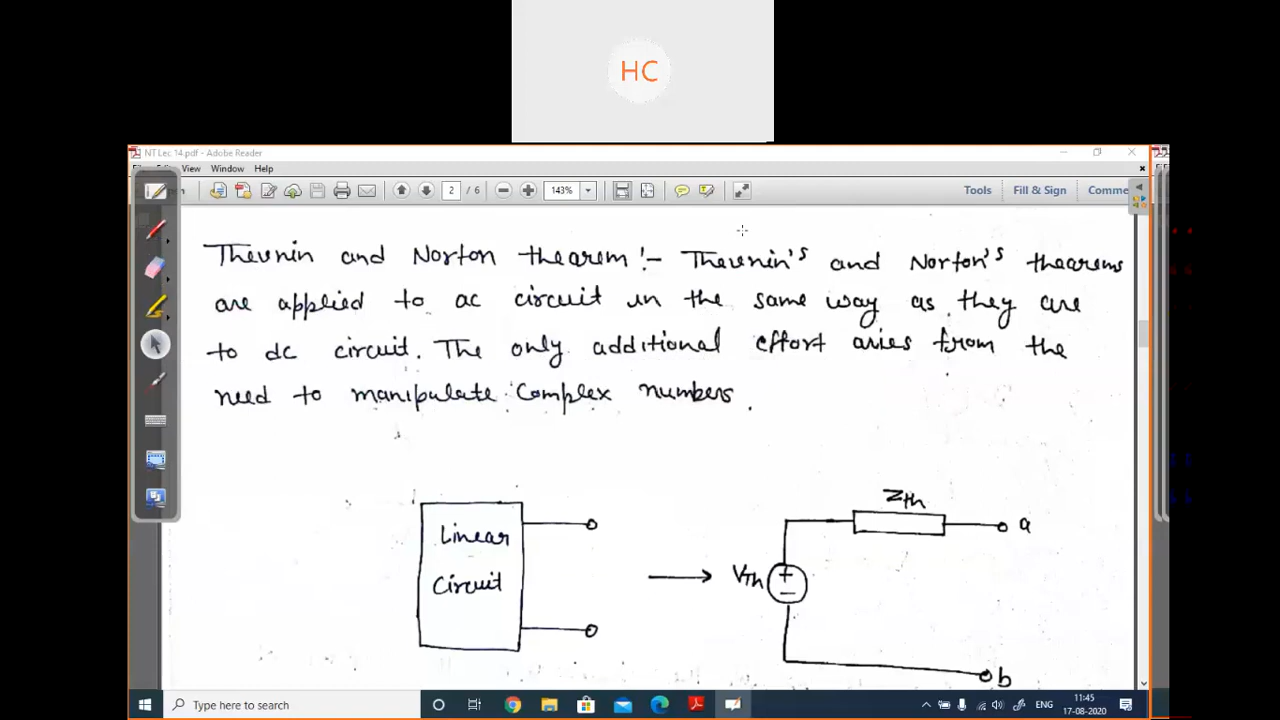 HC
NT Lec 14.pdf - Adobe Reader
View Window Help
2 / 6 143% Tools Fill & Sign Comme
Thevnin and Norton thearem :- Thevenin's and Norton's thearems
are applied to ac circuit in the same way as they are
to dc circuit. The only additional effort aries from the
need to manipulate Complex numbers.
Linear
Circuit
Zth
a
VTh
+
−
b
Type here to search
ENG
11:45
17-08-2020